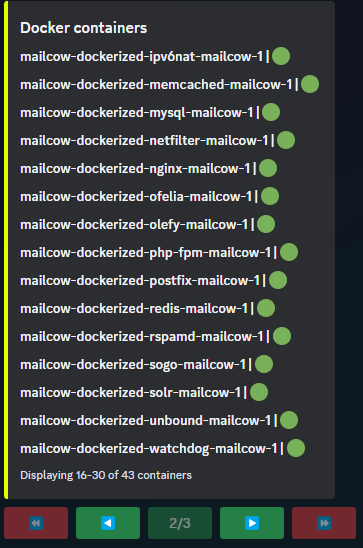 Docker containers
mailcow-dockerized-ipv6nat-mailcow-1 |
mailcow-dockerized-memcached-mailcow-1 |
mailcow-dockerized-mysql-mailcow-1 |
mailcow-dockerized-netfilter-mailcow-1 |
mailcow-dockerized-nginx-mailcow-1 |
mailcow-dockerized-ofelia-mailcow-1 |
mailcow-dockerized-olefy-mailcow-1 |
mailcow-dockerized-php-fpm-mailcow-1 |
mailcow-dockerized-postfix-mailcow-1 |
mailcow-dockerized-redis-mailcow-1 |
mailcow-dockerized-rspamd-mailcow-1 |
mailcow-dockerized-sogo-mailcow-1 |
mailcow-dockerized-solr-mailcow-1 |
mailcow-dockerized-unbound-mailcow-1 |
mailcow-dockerized-watchdog-mailcow-1 |
Displaying 16-30 of 43 containers
2/3